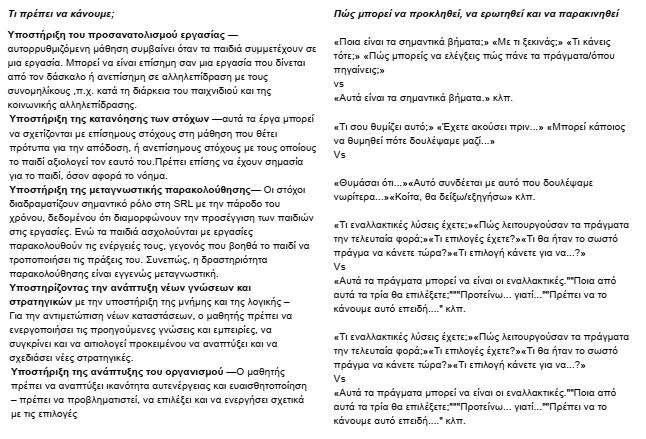 Τι πρέπει να κάνουμε;
Υποστήριξη του προσανατολισμού εργασίας —
αυτορρυθμιζόμενη μάθηση συμβαίνει όταν τα παιδιά συμμετέχουν σε
μια εργασία. Μπορεί να είναι επίσημη σαν μια εργασία που δίνεται
από τον δάσκαλο ή ανεπίσημη σε αλληλεπίδραση με τους
συνομηλίκους ,π.χ. κατά τη διάρκεια του παιχνιδιού και της
κοινωνικής αλληλεπίδρασης.
Υποστήριξη της κατανόησης των στόχων —αυτά τα έργα μπορεί
να σχετίζονται με επίσημους στόχους στη μάθηση που θέτει
πρότυπα για την απόδοση, ή ανεπίσημους στόχους με τους οποίους
το παιδί αξιολογεί τον εαυτό του.Πρέπει επίσης να έχουν σημασία
για το παιδί, όσον αφορά το νόημα.
Υποστήριξη της μεταγνωστικής παρακολούθησης— Οι στόχοι
διαδραματίζουν σημαντικό ρόλο στη SRL με την πάροδο του
χρόνου, δεδομένου ότι διαμορφώνουν την προσέγγιση των παιδιών
στις εργασίες. Ενώ τα παιδιά ασχολούνται με εργασίες
παρακολουθούν τις ενέργειές τους, γεγονός που βοηθά το παιδί να
τροποποιήσει τις πράξεις του. Συνεπώς, η δραστηριότητα
παρακολούθησης είναι εγγενώς μεταγνωστική.
Υποστηρίζοντας την ανάπτυξη νέων γνώσεων και
στρατηγικών με την υποστήριξη της μνήμης και της λογικής –
Για την αντιμετώπιση νέων καταστάσεων, ο μαθητής πρέπει να
ενεργοποιήσει τις προηγούμενες γνώσεις και εμπειρίες, να
συγκρίνει και να αιτιολογεί προκειμένου να αναπτύξει και να
σχεδιάσει νέες στρατηγικές.
Υποστήριξη της ανάπτυξης του οργανισμού —Ο μαθητής
πρέπει να αναπτύξει ικανότητα αυτενέργειας και ευαισθητοποίηση
– πρέπει να προβληματιστεί, να επιλέξει και να ενεργήσει σχετικά
με τις επιλογές
Πώς μπορεί να προκληθεί, να ερωτηθεί και να παρακινηθεί
«Ποια είναι τα σημαντικά βήματα;» «Με τι ξεκινάς;» «Τι κάνεις
τότε;» «Πώς μπορείς να ελέγξεις πώς πάνε τα πράγματα/όπου
πηγαίνεις;»
vs
«Αυτά είναι τα σημαντικά βήματα.» κλπ.
«Τι σου θυμίζει αυτό;» «Έχετε ακούσει πριν...» «Μπορεί κάποιος
να θυμηθεί πότε δουλέψαμε μαζί...»
Vs
«Θυμάσαι ότι...»«Αυτό συνδέεται με αυτό που δουλέψαμε
νωρίτερα...»«Κοίτα, θα δείξω/εξηγήσω» κλπ.
«Τι εναλλακτικές λύσεις έχετε;»«Πώς λειτουργούσαν τα πράγματα
την τελευταία φορά;»«Τι επιλογές έχετε?»«Τι θα ήταν το σωστό
πράγμα να κάνετε τώρα?»«Τι επιλογή κάνετε για να...?»
Vs
«Αυτά τα πράγματα μπορεί να είναι οι εναλλακτικές.""Ποια από
αυτά τα τρία θα επιλέξετε;"""Προτείνω... γιατί...""Πρέπει να το
κάνουμε αυτό επειδή...." κλπ.
«Τι εναλλακτικές λύσεις έχετε;»«Πώς λειτουργούσαν τα πράγματα
την τελευταία φορά;»«Τι επιλογές έχετε?»«Τι θα ήταν το σωστό
πράγμα να κάνετε τώρα?»«Τι επιλογή κάνετε για να...?»
Vs
«Αυτά τα πράγματα μπορεί να είναι οι εναλλακτικές.""Ποια από
αυτά τα τρία θα επιλέξετε;"""Προτείνω... γιατί...""Πρέπει να το
κάνουμε αυτό επειδή...." κλπ.